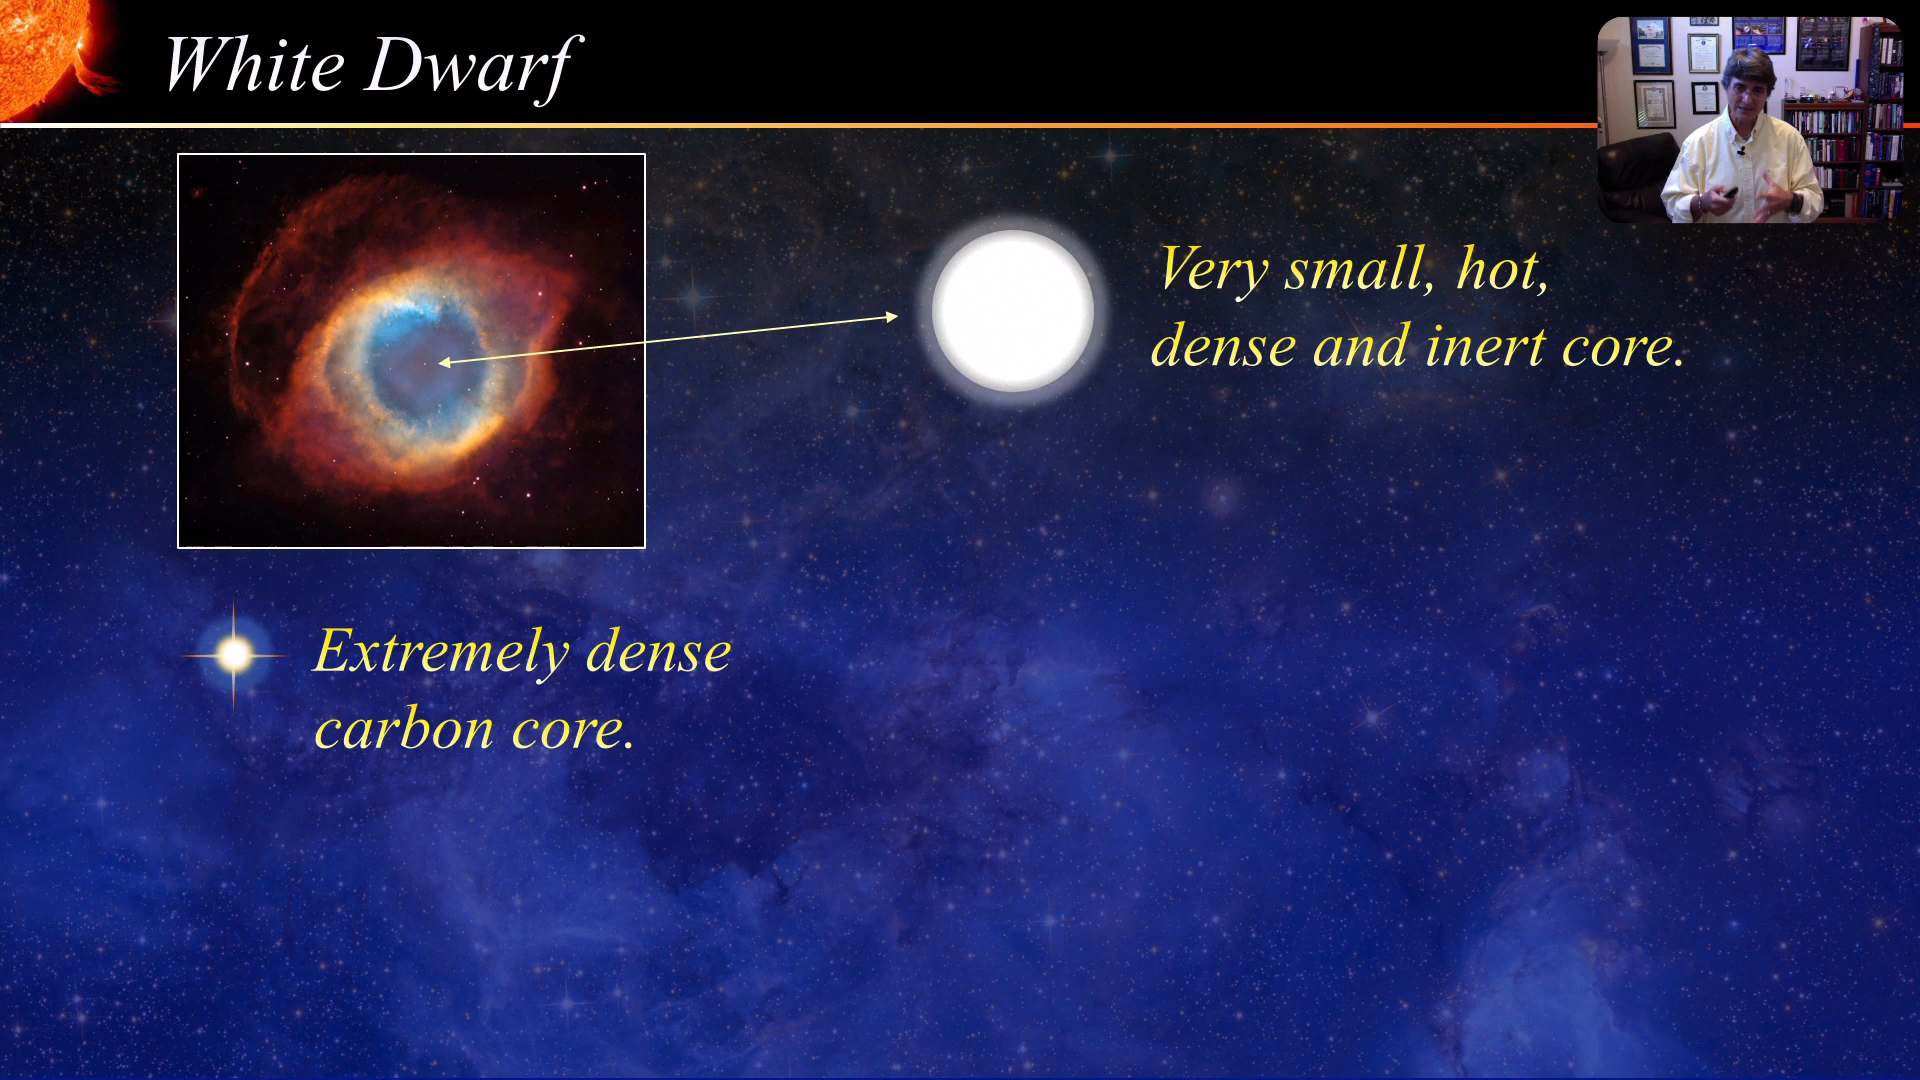 White Dwarf
Very small, hot,
dense and inert core.
Extremely dense
carbon core.